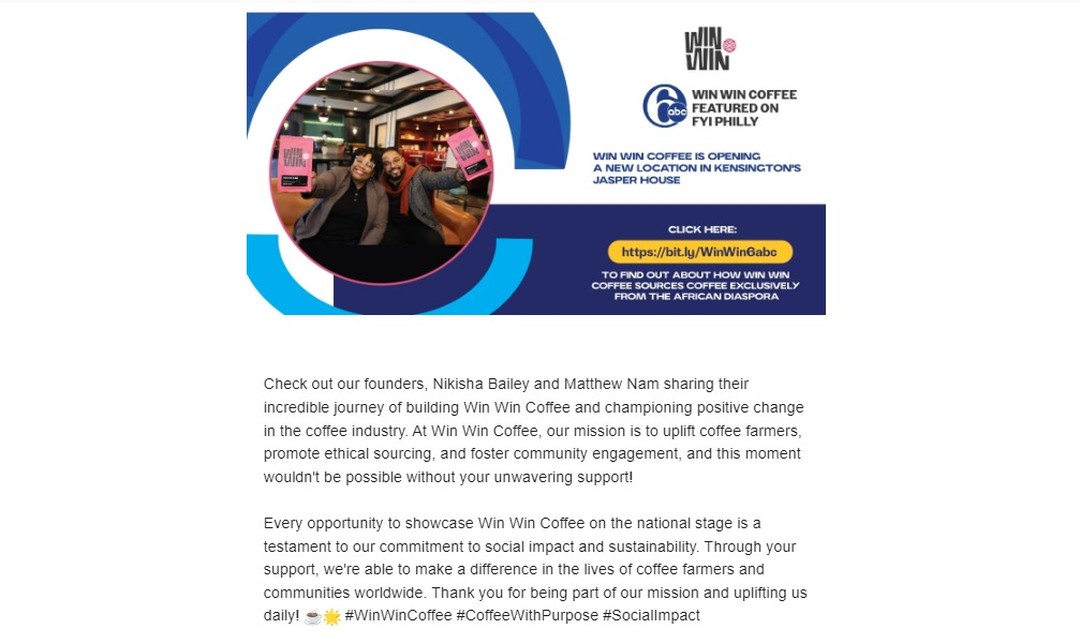 WIN
WIN
6abc
WIN WIN COFFEE
FEATURED ON
FYI PHILLY
WIN WIN COFFEE IS OPENING
A NEW LOCATION IN KENSINGTON'S
JASPER HOUSE
WIN
WIN
WIN
WIN
CLICK HERE:
https://bit.ly/WinWin6abc
TO FIND OUT ABOUT HOW WIN WIN
COFFEE SOURCES COFFEE EXCLUSIVELY
FROM THE AFRICAN DIASPORA
Check out our founders, Nikisha Bailey and Matthew Nam sharing their
incredible journey of building Win Win Coffee and championing positive change
in the coffee industry. At Win Win Coffee, our mission is to uplift coffee farmers,
promote ethical sourcing, and foster community engagement, and this moment
wouldn't be possible without your unwavering support!
Every opportunity to showcase Win Win Coffee on the national stage is a
testament to our commitment to social impact and sustainability. Through your
support, we're able to make a difference in the lives of coffee farmers and
communities worldwide. Thank you for being part of our mission and uplifting us
daily! ☕🌟 #WinWinCoffee #CoffeeWithPurpose #SocialImpact